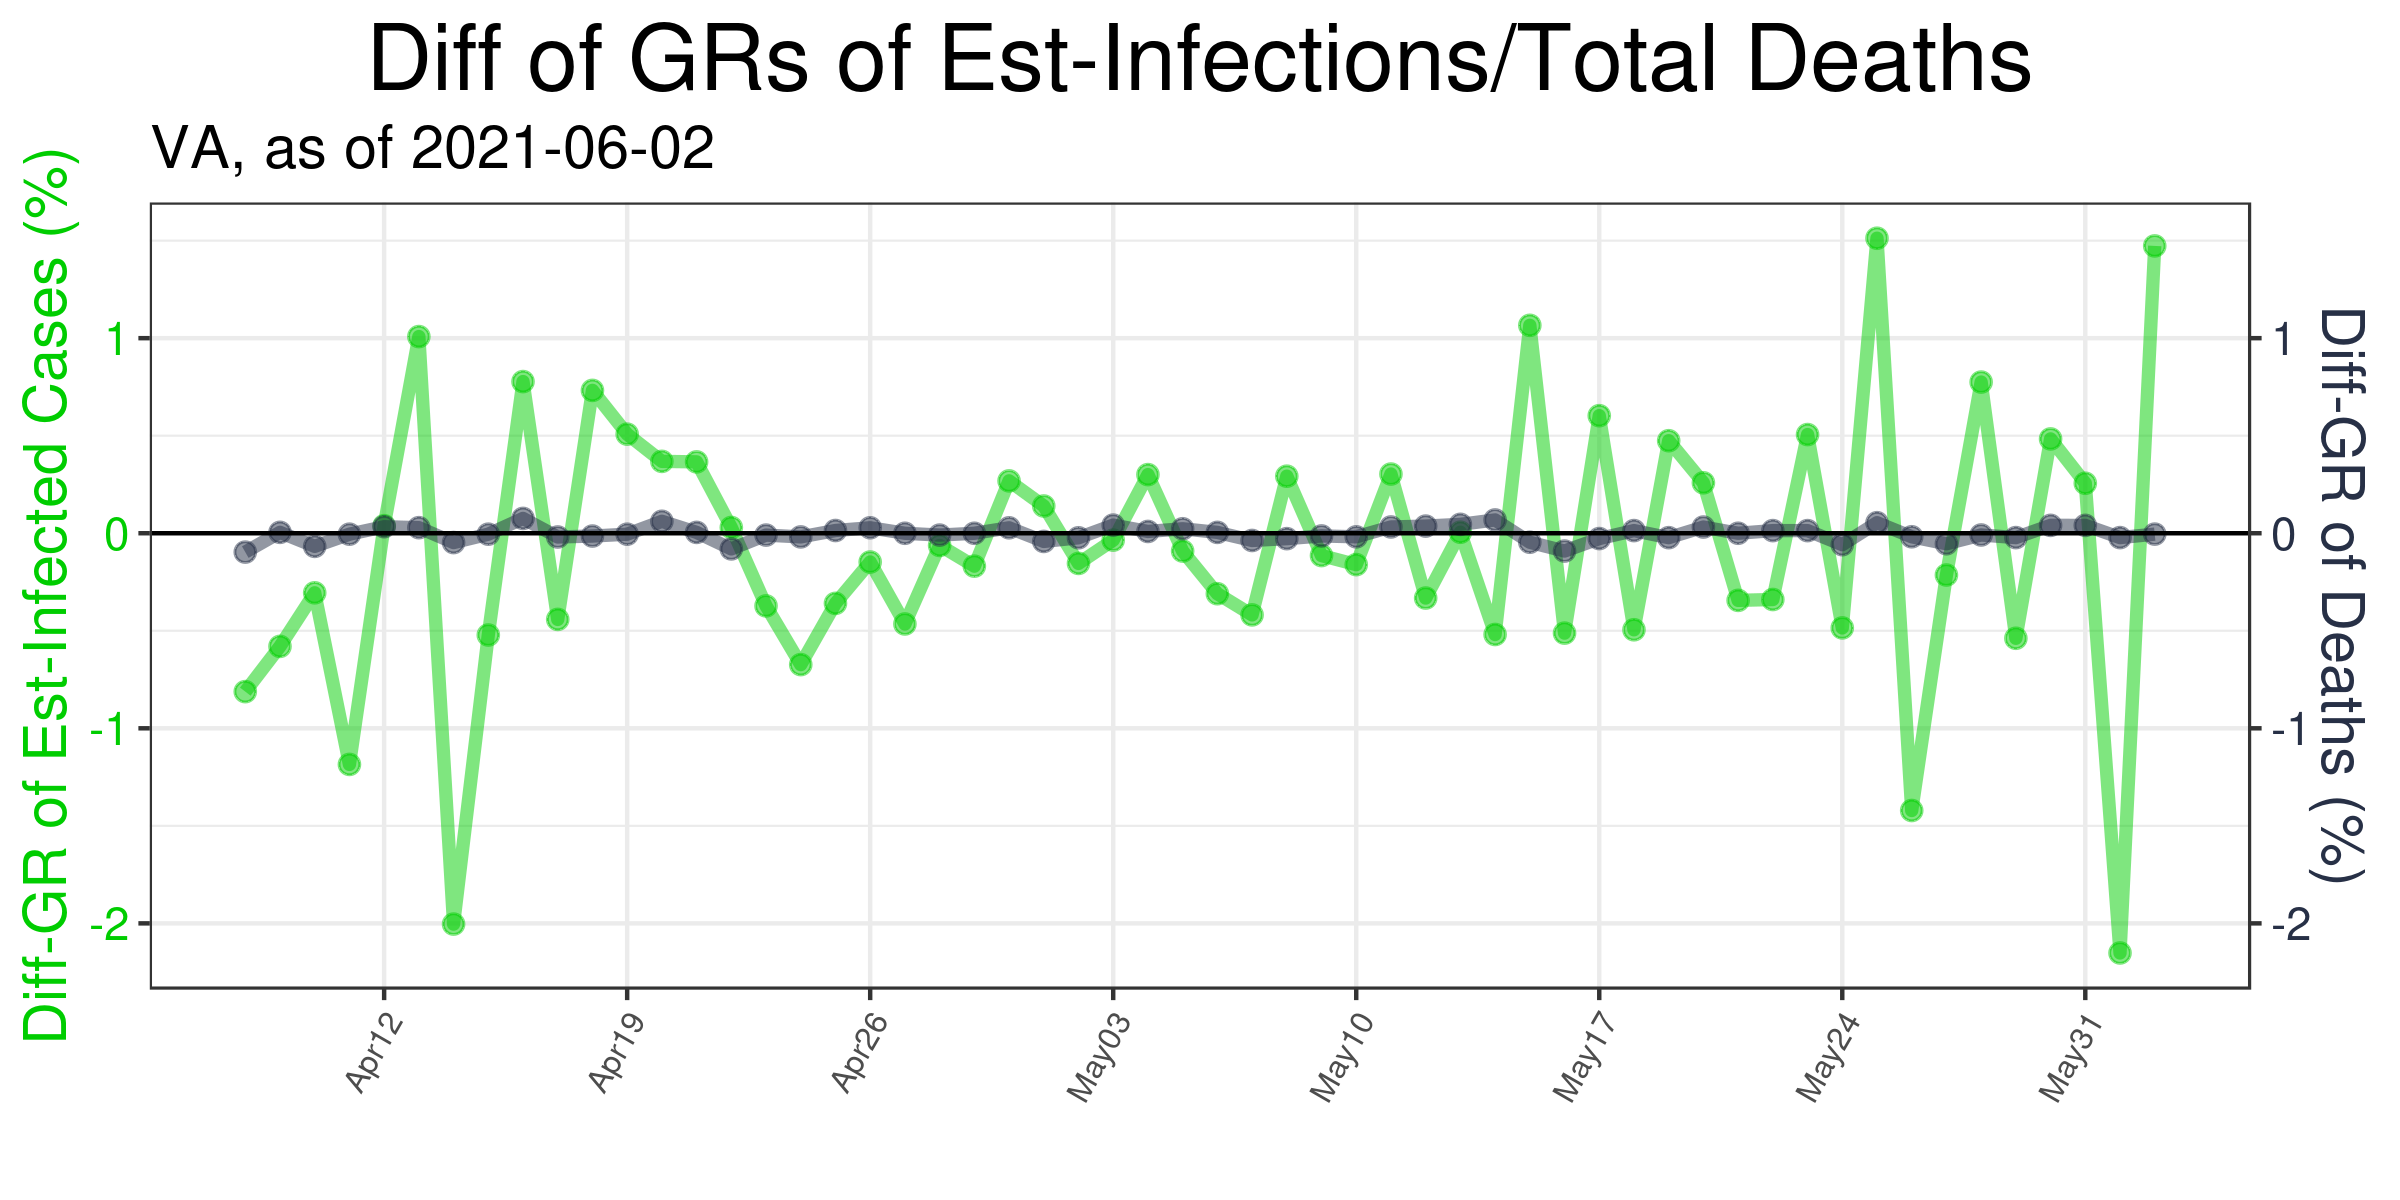 Diff of GRs of Est-Infections/Total Deaths
VA, as of 2021-06-02
Diff-GR of Est-Infected Cases (%)
1
0
-1
-2
1
0
-1
-2
Diff-GR of Deaths (%)
Apr12
Apr19
Apr26
May03
May10
May17
May24
May31